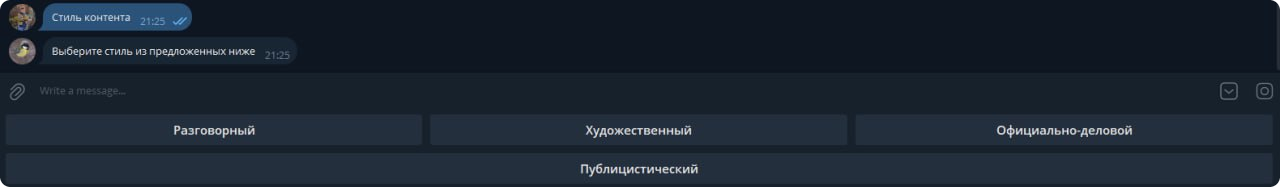 Стиль контента 21:25
Выберите стиль из предложенных ниже 21:25
Write a message...
Разговорный Художественный Официально-деловой
Публицистический